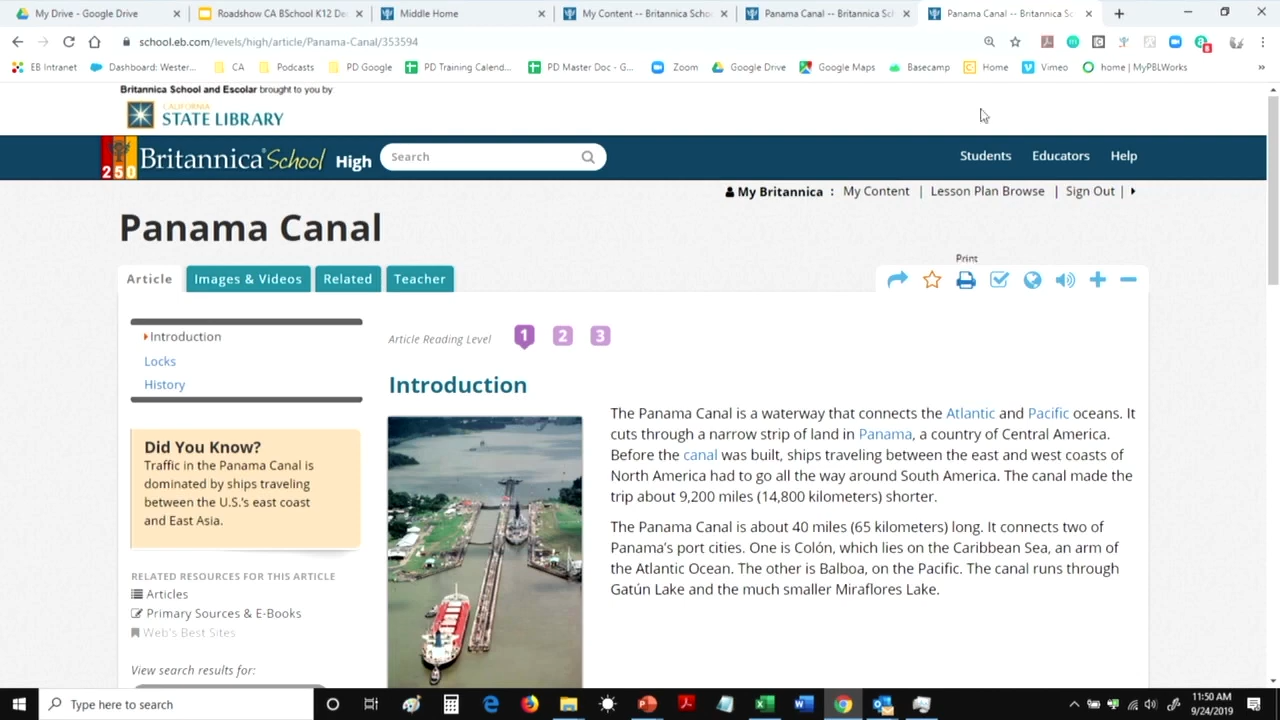 My Drive - Google Drive
Roadshow CA BSchool K12 De
Middle Home
My Content -- Britannica Schoo
Panama Canal -- Britannica Sch
Panama Canal -- Britannica Sc
school.eb.com/levels/high/article/Panama-Canal/353594
EB Intranet
Dashboard: Wester...
CA
Podcasts
PD Google
PD Training Calend...
PD Master Doc - G...
Zoom
Google Drive
Google Maps
Basecamp
Home
Vimeo
home | MyPBLWorks
»
Britannica School and Escolar brought to you by
CALIFORNIA
STATE LIBRARY
250
Britannica School High
Search
Students
Educators
Help
My Britannica : My Content | Lesson Plan Browse | Sign Out |
Panama Canal
Print
Article
Images & Videos
Related
Teacher
Introduction
Locks
History
Article Reading Level 1 2 3
Introduction
The Panama Canal is a waterway that connects the Atlantic and Pacific oceans. It
cuts through a narrow strip of land in Panama, a country of Central America.
Before the canal was built, ships traveling between the east and west coasts of
North America had to go all the way around South America. The canal made the
trip about 9,200 miles (14,800 kilometers) shorter.
The Panama Canal is about 40 miles (65 kilometers) long. It connects two of
Panama's port cities. One is Colón, which lies on the Caribbean Sea, an arm of
the Atlantic Ocean. The other is Balboa, on the Pacific. The canal runs through
Gatún Lake and the much smaller Miraflores Lake.
Did You Know?
Traffic in the Panama Canal is
dominated by ships traveling
between the U.S.'s east coast
and East Asia.
RELATED RESOURCES FOR THIS ARTICLE
Articles
Primary Sources & E-Books
Web's Best Sites
View search results for:
Type here to search
11:50 AM
9/24/2019